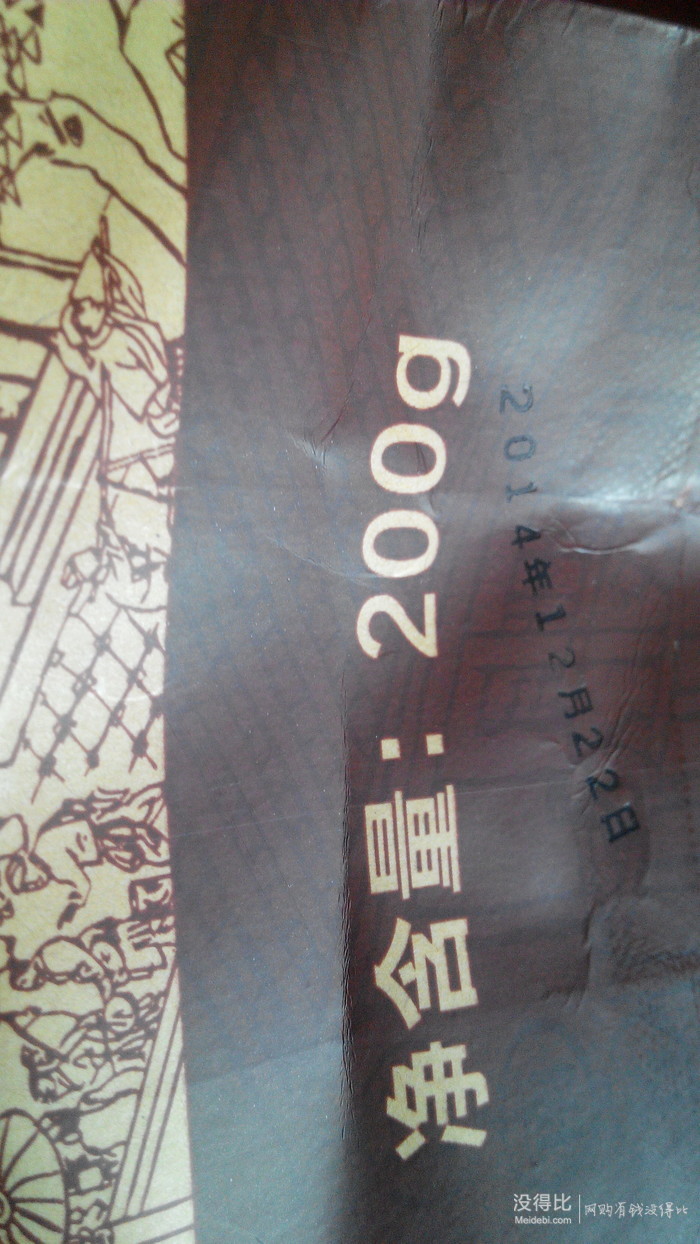 净含量：200g
2014年12月22日
没得比
Meidebi.com
网购有钱没得比